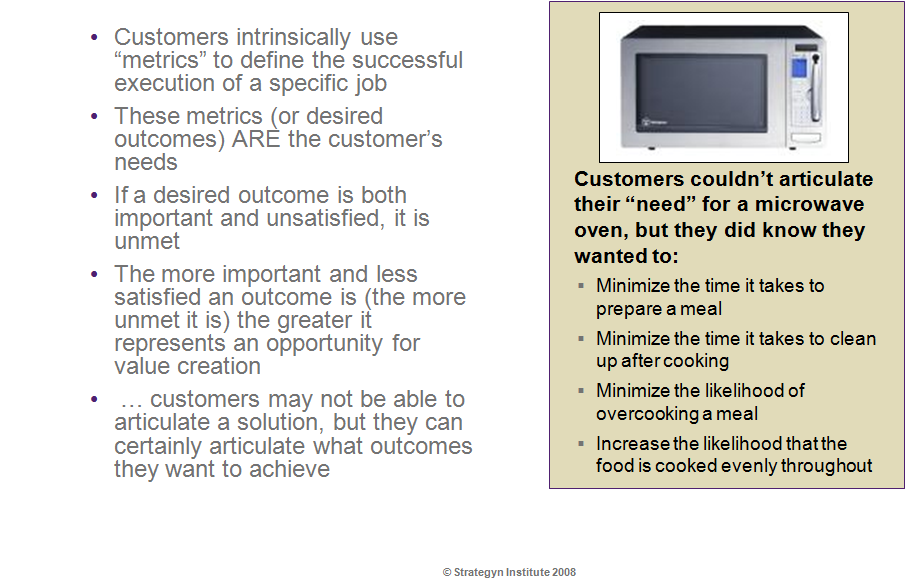 • Customers intrinsically use
“metrics” to define the successful
execution of a specific job
• These metrics (or desired
outcomes) ARE the customer’s
needs
• If a desired outcome is both
important and unsatisfied, it is
unmet
• The more important and less
satisfied an outcome is (the more
unmet it is) the greater it
represents an opportunity for
value creation
• … customers may not be able to
articulate a solution, but they can
certainly articulate what outcomes
they want to achieve
Customers couldn’t articulate
their “need” for a microwave
oven, but they did know they
wanted to:
▪ Minimize the time it takes to
prepare a meal
▪ Minimize the time it takes to clean
up after cooking
▪ Minimize the likelihood of
overcooking a meal
▪ Increase the likelihood that the
food is cooked evenly throughout
© Strategyn Institute 2008